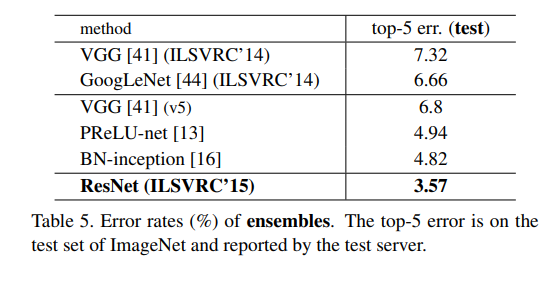 method top-5 err. (test)
VGG [41] (ILSVRC’14) 7.32
GoogLeNet [44] (ILSVRC’14) 6.66
VGG [41] (v5) 6.8
PReLU-net [13] 4.94
BN-inception [16] 4.82
ResNet (ILSVRC’15) 3.57
Table 5. Error rates (%) of ensembles. The top-5 error is on the
test set of ImageNet and reported by the test server.